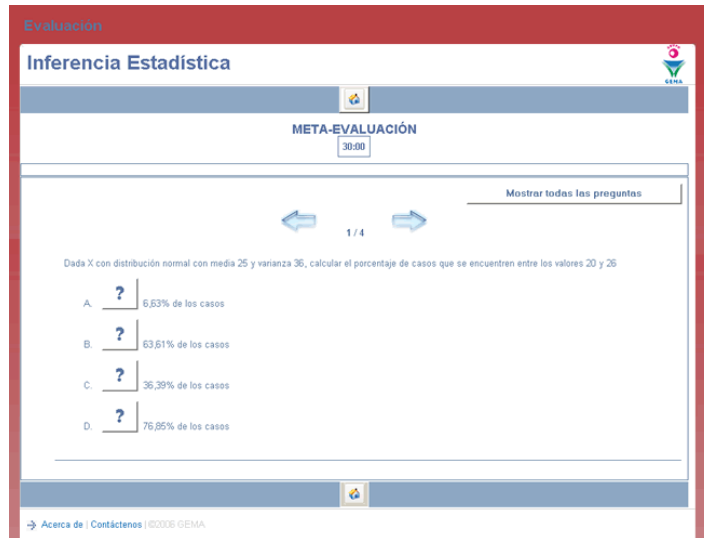 Evaluación
Inferencia Estadística
GEMA
META-EVALUACIÓN
30:00
Mostrar todas las preguntas
1 / 4
Dada X con distribución normal con media 25 y varianza 36, calcular el porcentaje de casos que se encuentren entre los valores 20 y 26
A. ? 6,63% de los casos
B. ? 63,61% de los casos
C. ? 36,39% de los casos
D. ? 76,85% de los casos
Acerca de | Contáctenos | ©2006 GEMA